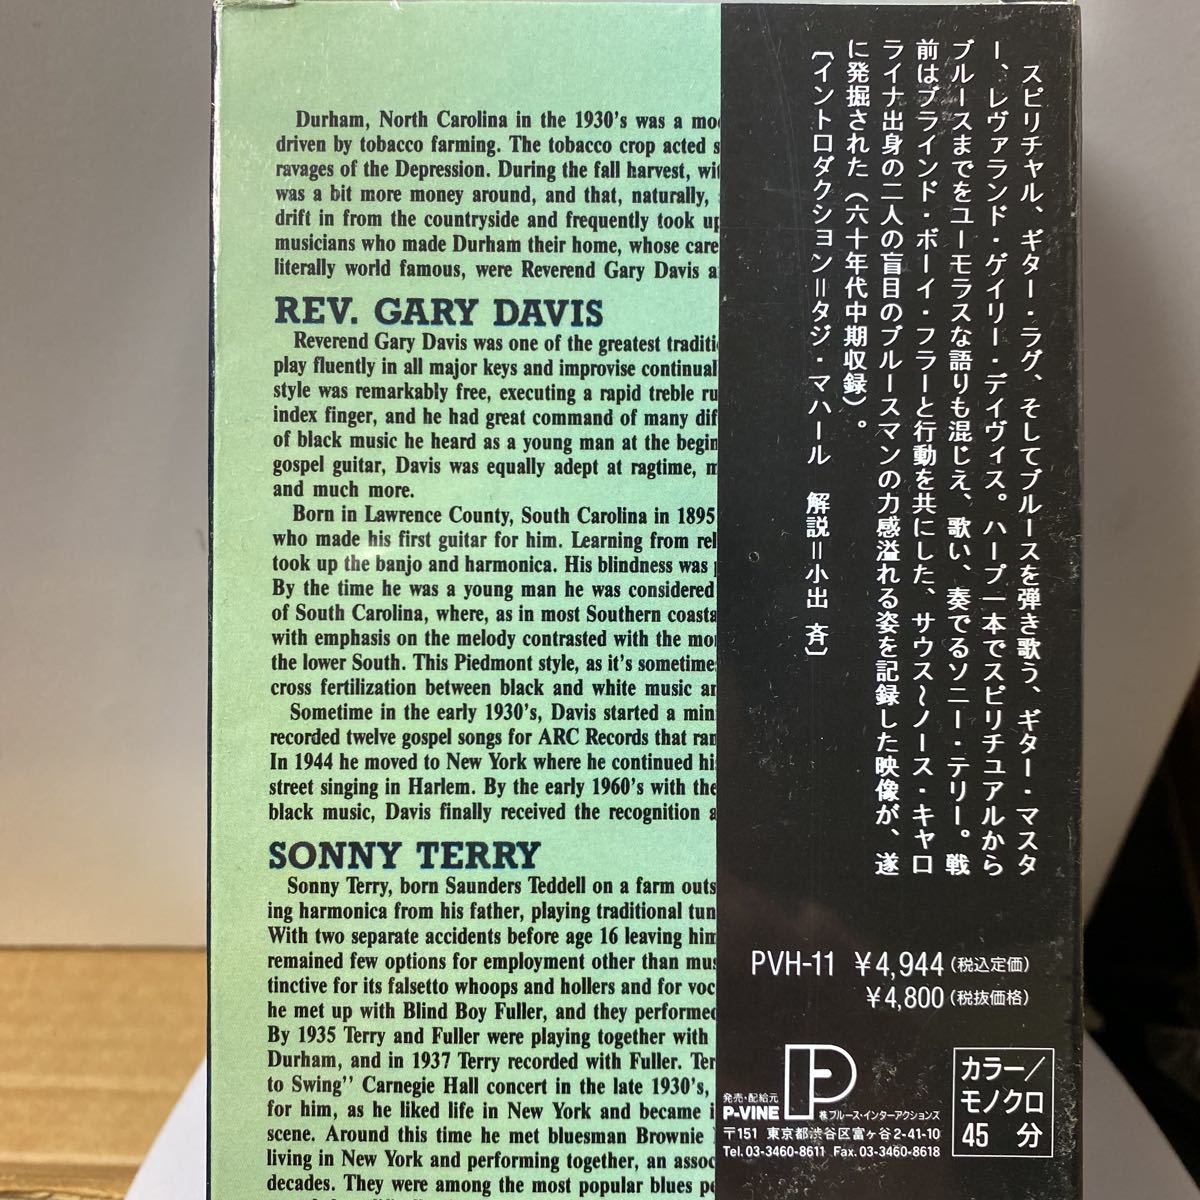 Durham, North Carolina in the 1930's was a
driven by tobacco farming. The tobacco crop acted
ravages of the Depression. During the fall harvest,
was a bit more money around, and that, naturally,
drift in from the countryside and frequently took
musicians who made Durham their home, whose
literally world famous, were Reverend Gary Davis
REV. GARY DAVIS
Reverend Gary Davis was one of the greatest
play fluently in all major keys and improvise
style was remarkably free, executing a rapid treble
index finger, and he had great command of many
of black music he heard as a young man at the
gospel guitar, Davis was equally adept at ragtime,
and much more.
Born in Lawrence County, South Carolina in 1895
who made his first guitar for him. Learning from
took up the banjo and harmonica. His blindness was
By the time he was a young man he was considered
of South Carolina, where, as in most Southern
with emphasis on the melody contrasted with the
the lower South. This Piedmont style, as it's
cross fertilization between black and white music
Sometime in the early 1930's, Davis started a
recorded twelve gospel songs for ARC Records that
In 1944 he moved to New York where he continued
street singing in Harlem. By the early 1960's with the
black music, Davis finally received the recognition
SONNY TERRY
Sonny Terry, born Saunders Teddell on a farm
ing harmonica from his father, playing traditional
With two separate accidents before age 16 leaving
remained few options for employment other than
tinctive for its falsetto whoops and hollers and for
he met up with Blind Boy Fuller, and they performed
By 1935 Terry and Fuller were playing together with
Durham, and in 1937 Terry recorded with Fuller.
to Swing" Carnegie Hall concert in the late 1930's,
for him, as he liked life in New York and became
scene. Around this time he met bluesman Brownie
living in New York and performing together, an
decades. They were among the most popular blues
スピリチャル、ギター・ラグ、そしてブルースを弾き歌う、ギター・マスタ
ー、レヴァランド・ゲイリー・デイヴィス。ハープ一本でスピリチュアルから
ブルースまでをユーモラスな語りも混じえ、歌い、奏でるソニー・テリー。戦
前はブラインド・ボーイ・フラーと行動を共にした、サウス〜ノース・キャロ
ライナ出身の二人の盲目のブルースマンの力感溢れる姿を記録した映像が、遂
に発掘された（六十年代中期収録）。
〔イントロダクション＝タジ・マハール　解説＝小出 斉〕
PVH-11 ¥4,944(税込定価)
¥4,800(税抜価格)
発売・配給元
P-VINE
P
㈱ブルース・インターアクションズ
〒151 東京都渋谷区富ヶ谷2-41-10
Tel. 03-3460-8611 Fax. 03-3460-8618
カラー／
モノクロ
45 分